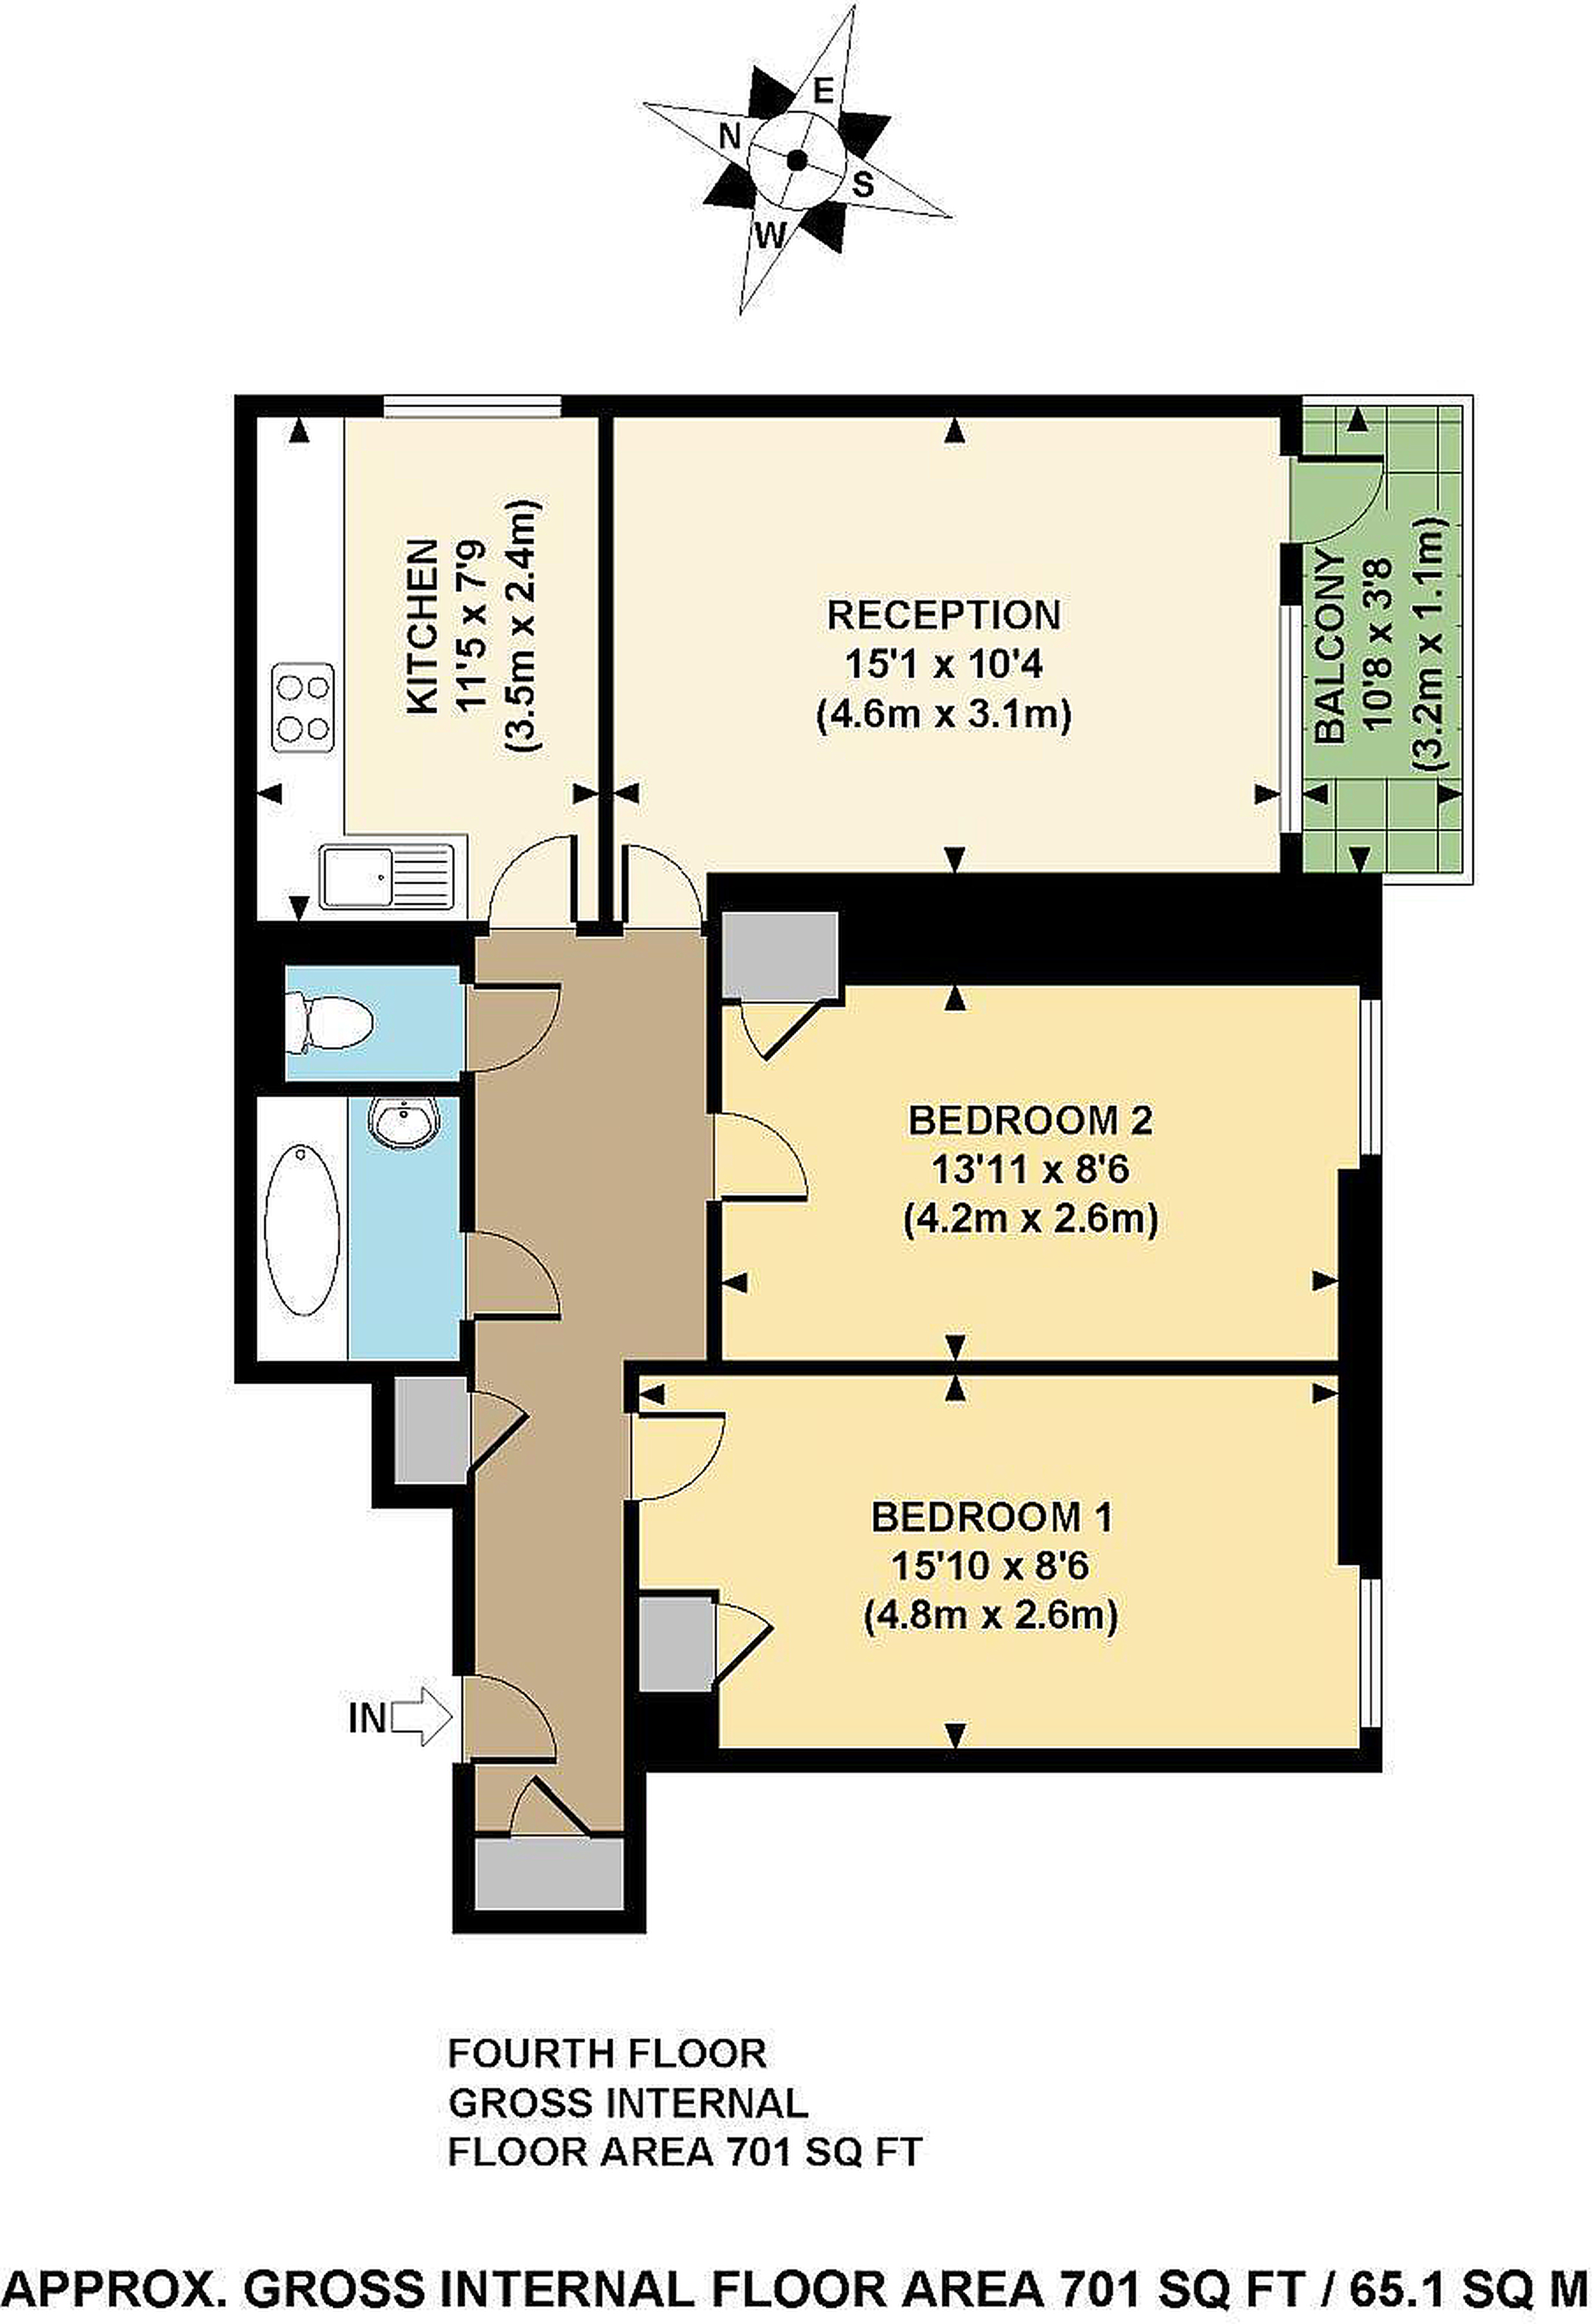 E
N
S
W
KITCHEN
11'5 x 7'9
(3.5m x 2.4m)
RECEPTION
15'1 x 10'4
(4.6m x 3.1m)
BALCONY
10'8 x 3'8
(3.2m x 1.1m)
BEDROOM 2
13'11 x 8'6
(4.2m x 2.6m)
BEDROOM 1
15'10 x 8'6
(4.8m x 2.6m)
IN
FOURTH FLOOR
GROSS INTERNAL
FLOOR AREA 701 SQ FT
APPROX. GROSS INTERNAL FLOOR AREA 701 SQ FT / 65.1 SQ M